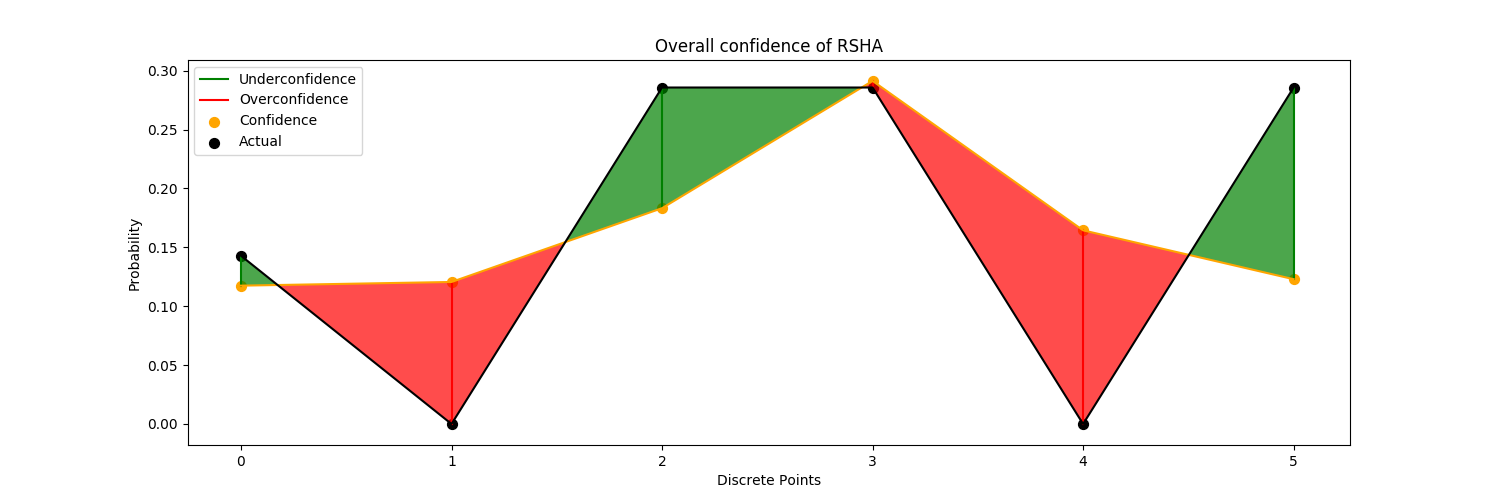 Overall confidence of RSHA
Underconfidence
Overconfidence
Confidence
Actual
0.30
0.25
0.20
0.15
0.10
0.05
0.00
Probability
0 1 2 3 4 5
Discrete Points